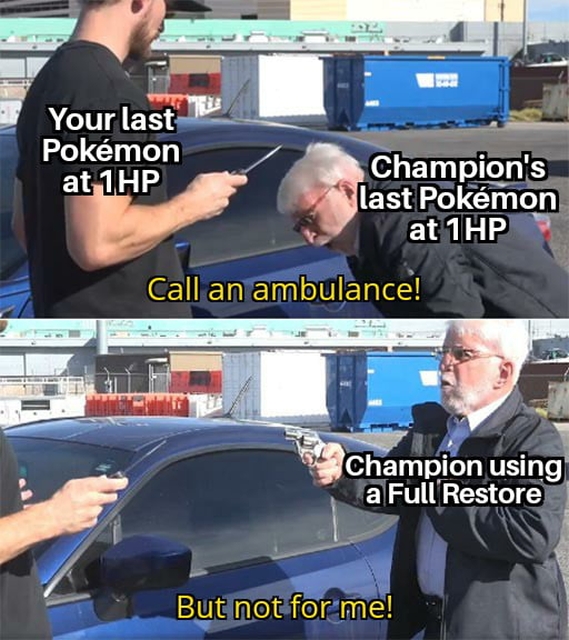 Your last
Pokémon
at 1HP
Champion's
last Pokémon
at 1HP
Call an ambulance!
Champion using
a Full Restore
But not for me!